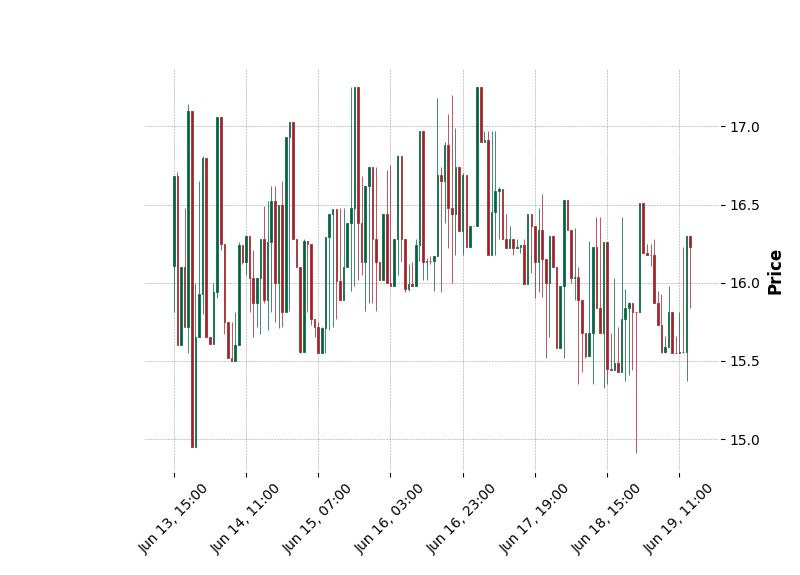 17.0
16.5
16.0
15.5
15.0
Price
Jun 13, 15:00
Jun 14, 11:00
Jun 15, 07:00
Jun 16, 03:00
Jun 16, 23:00
Jun 17, 19:00
Jun 18, 15:00
Jun 19, 11:00